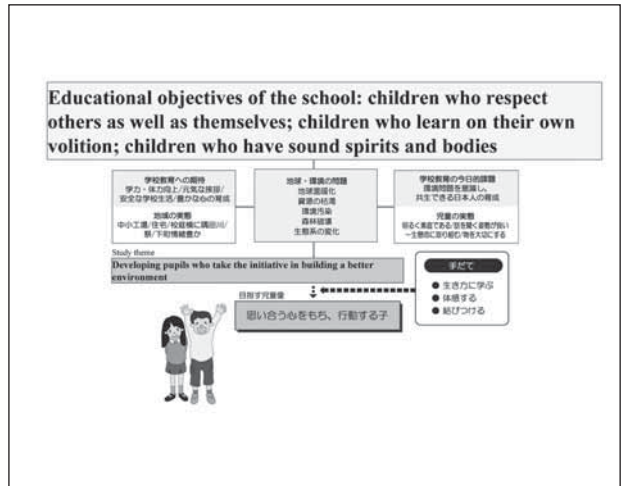 Educational objectives of the school: children who respect
others as well as themselves; children who learn on their own
volition; children who have sound spirits and bodies
学校教育への期待
学力・体力向上/元気な挨拶/
安全な学校生活/豊かな心の育成
地域の実態
中小工場/住宅/校庭横に隅田川/
祭/下町情緒豊か
地球・環境の問題
地球温暖化
資源の枯渇
環境汚染
森林破壊
生態系の変化
学校教育の今日的課題
環境問題を意識し、
共生できる日本人の育成
児童の実態
明るく素直である/話を聞く姿勢が良い
一生懸命に取り組む/物を大切にする
Study theme
Developing pupils who take the initiative in building a better
environment
手だて
● 生き方に学ぶ
● 体感する
● 結びつける
目指す児童像
思い合う心をもち、行動する子